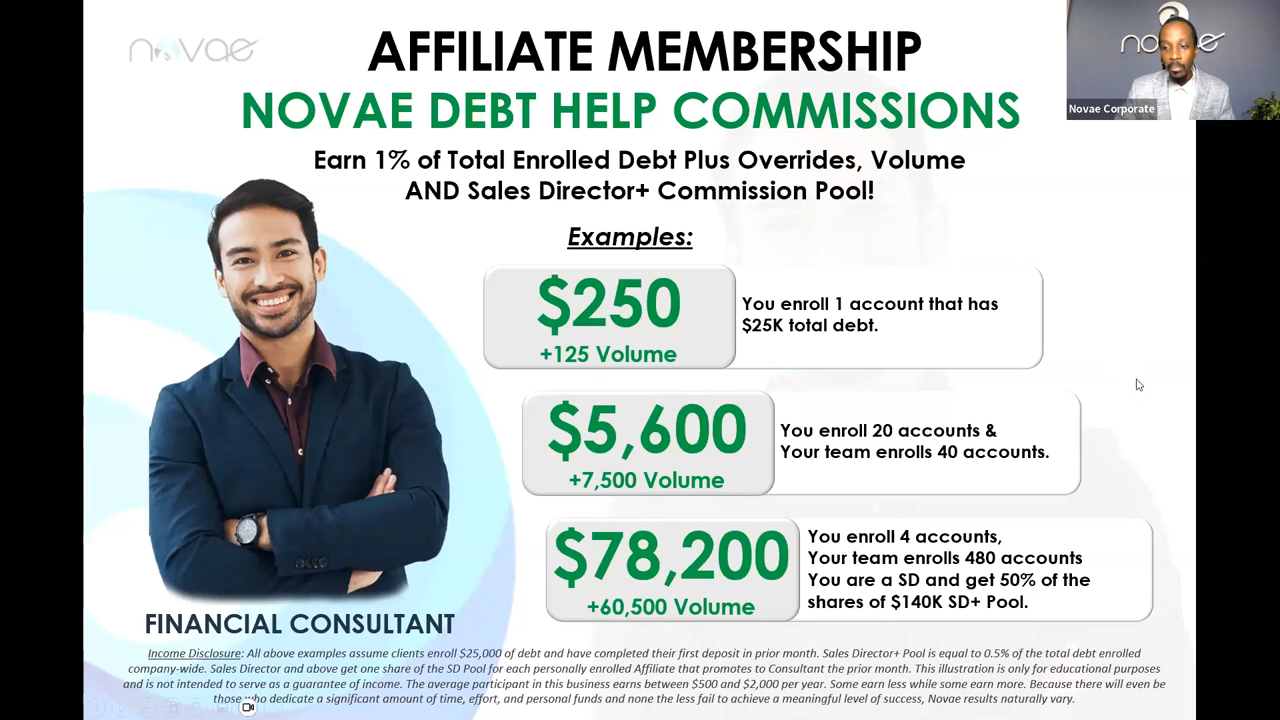 novae
AFFILIATE MEMBERSHIP
NOVAE DEBT HELP COMMISSIONS
Earn 1% of Total Enrolled Debt Plus Overrides, Volume
AND Sales Director+ Commission Pool!
novae
Novae Corporate
Examples:
$250
+125 Volume
You enroll 1 account that has
$25K total debt.
$5,600
+7,500 Volume
You enroll 20 accounts &
Your team enrolls 40 accounts.
$78,200
+60,500 Volume
You enroll 4 accounts,
Your team enrolls 480 accounts
You are a SD and get 50% of the
shares of $140K SD+ Pool.
FINANCIAL CONSULTANT
Income Disclosure: All above examples assume clients enroll $25,000 of debt and have completed their first deposit in prior month. Sales Director+ Pool is equal to 0.5% of the total debt enrolled
company-wide. Sales Director and above get one share of the SD Pool for each personally enrolled Affiliate that promotes to Consultant the prior month. This illustration is only for educational purposes
and is not intended to serve as a guarantee of income. The average participant in this business earns between $500 and $2,000 per year. Some earn less while some earn more. Because there will even be
those who dedicate a significant amount of time, effort, and personal funds and none the less fail to achieve a meaningful level of success, Novae results naturally vary.